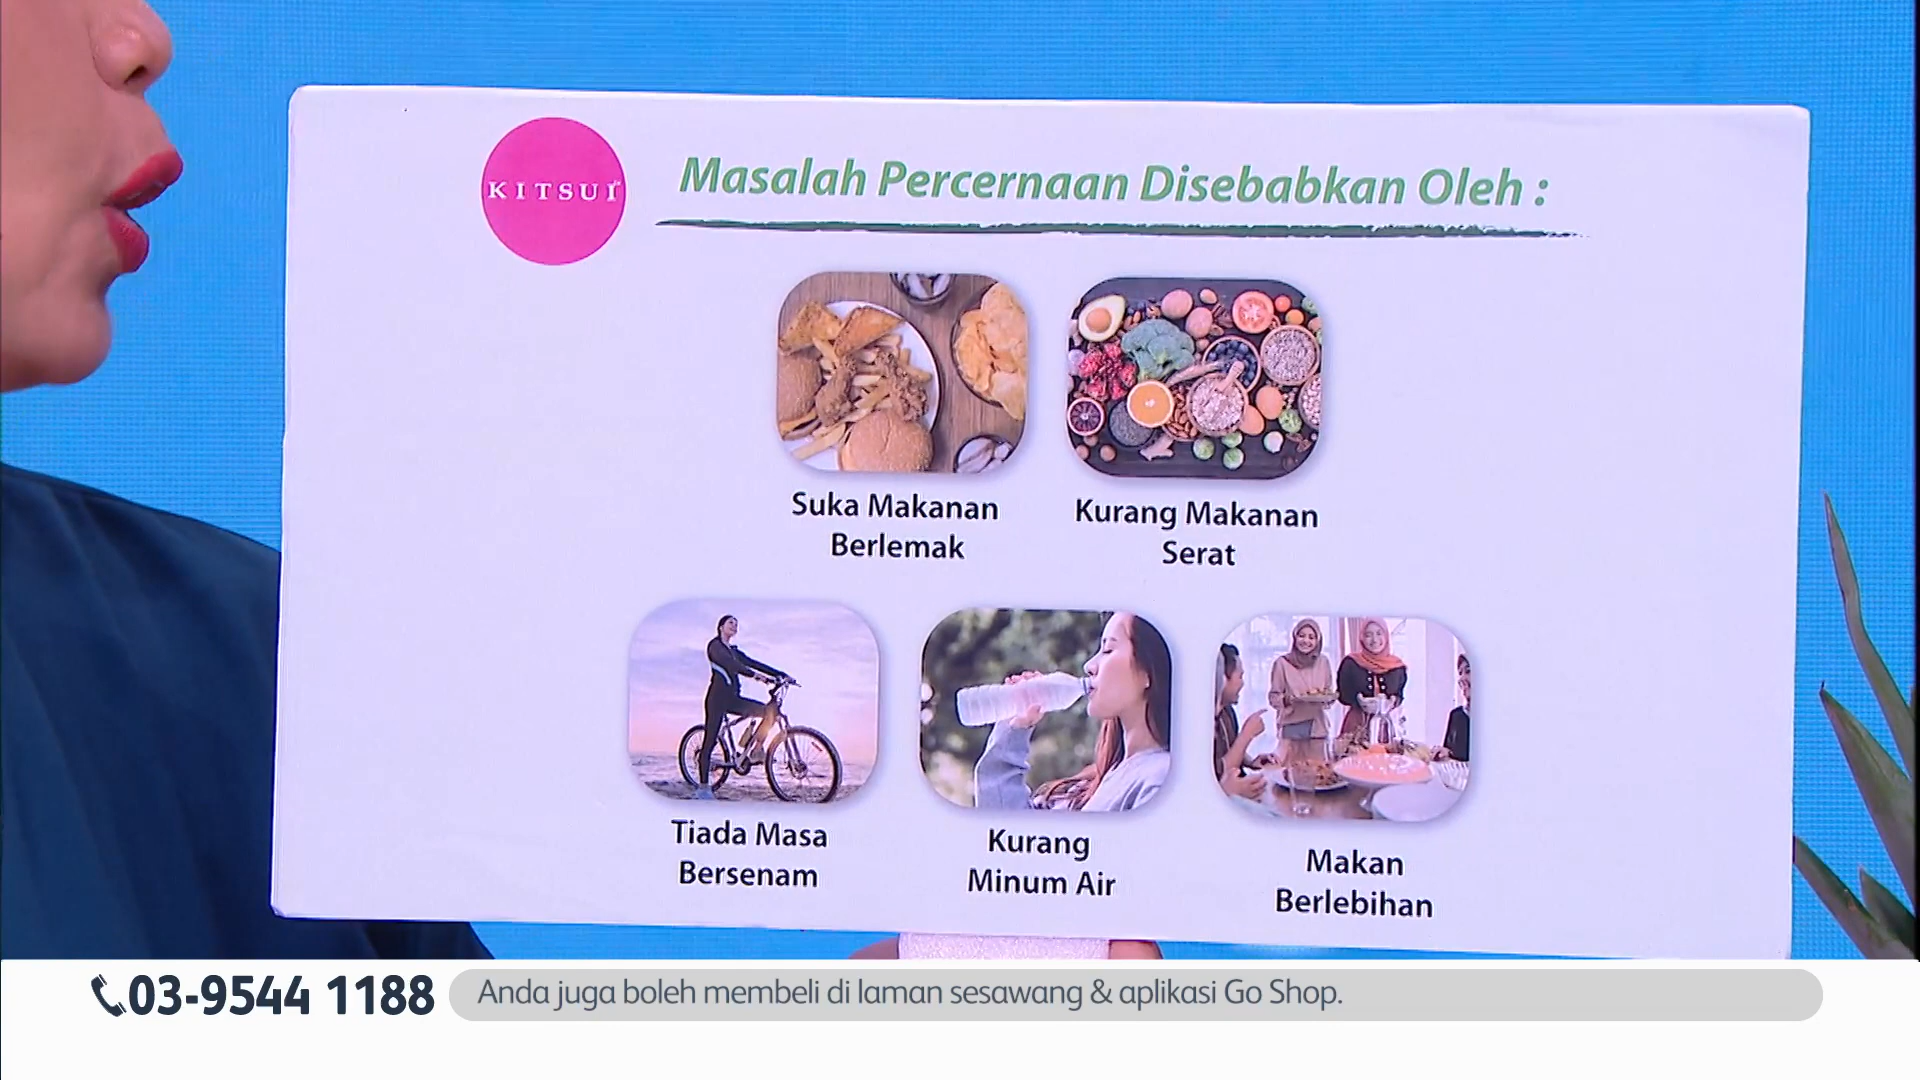 KITSUI
Masalah Percernaan Disebabkan Oleh :
Suka Makanan
Berlemak
Kurang Makanan
Serat
Tiada Masa
Bersenam
Kurang
Minum Air
Makan
Berlebihan
03-9544 1188
Anda juga boleh membeli di laman sesawang & aplikasi Go Shop.